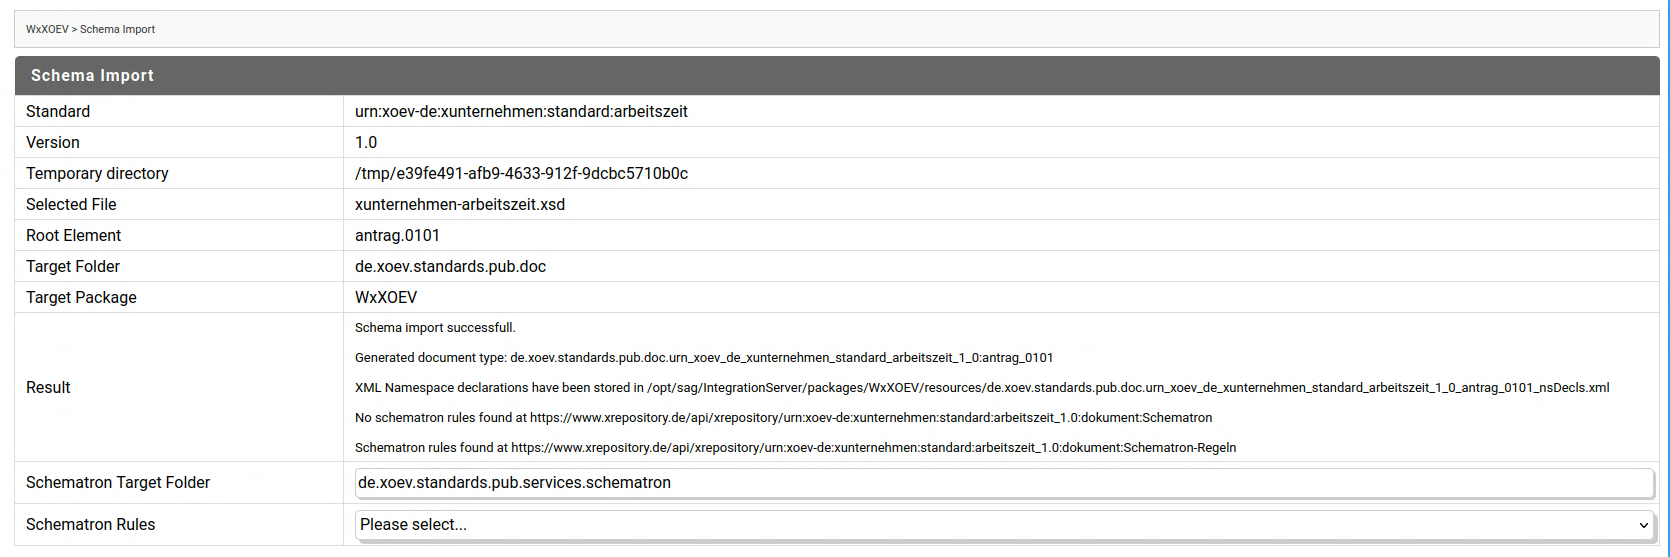 WxXOEV > Schema Import
Schema Import
Standard urn:xoev-de:xunternehmen:standard:arbeitszeit
Version 1.0
Temporary directory /tmp/e39fe491-afb9-4633-912f-9dcbc5710b0c
Selected File xunternehmen-arbeitszeit.xsd
Root Element antrag.0101
Target Folder de.xoev.standards.pub.doc
Target Package WxXOEV
Result
Schema import successfull.
Generated document type: de.xoev.standards.pub.doc.urn_xoev_de_xunternehmen_standard_arbeitszeit_1_0:antrag_0101
XML Namespace declarations have been stored in /opt/sag/IntegrationServer/packages/WxXOEV/resources/de.xoev.standards.pub.doc.urn_xoev_de_xunternehmen_standard_arbeitszeit_1_0_antrag_0101_nsDecls.xml
No schematron rules found at https://www.xrepository.de/api/xrepository/urn:xoev-de:xunternehmen:standard:arbeitszeit_1.0:dokument:Schematron
Schematron rules found at https://www.xrepository.de/api/xrepository/urn:xoev-de:xunternehmen:standard:arbeitszeit_1.0:dokument:Schematron-Regeln
Schematron Target Folder de.xoev.standards.pub.services.schematron
Schematron Rules Please select...